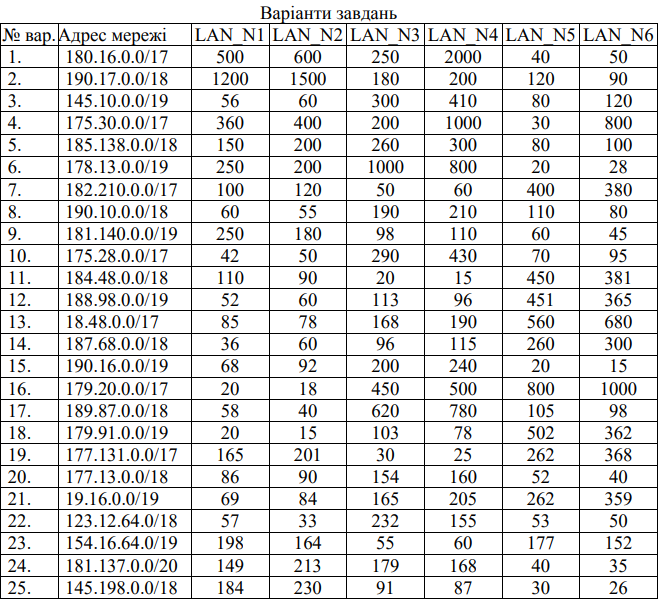 Варіанти завдань
№ вар. Адрес мережі LAN_N1 LAN_N2 LAN_N3 LAN_N4 LAN_N5 LAN_N6
1. 180.16.0.0/17 500 600 250 2000 40 50
2. 190.17.0.0/18 1200 1500 180 200 120 90
3. 145.10.0.0/19 56 60 300 410 80 120
4. 175.30.0.0/17 360 400 200 1000 30 800
5. 185.138.0.0/18 150 200 260 300 80 100
6. 178.13.0.0/19 250 200 1000 800 20 28
7. 182.210.0.0/17 100 120 50 60 400 380
8. 190.10.0.0/18 60 55 190 210 110 80
9. 181.140.0.0/19 250 180 98 110 60 45
10. 175.28.0.0/17 42 50 290 430 70 95
11. 184.48.0.0/18 110 90 20 15 450 381
12. 188.98.0.0/19 52 60 113 96 451 365
13. 18.48.0.0/17 85 78 168 190 560 680
14. 187.68.0.0/18 36 60 96 115 260 300
15. 190.16.0.0/19 68 92 200 240 20 15
16. 179.20.0.0/17 20 18 450 500 800 1000
17. 189.87.0.0/18 58 40 620 780 105 98
18. 179.91.0.0/19 20 15 103 78 502 362
19. 177.131.0.0/17 165 201 30 25 262 368
20. 177.13.0.0/18 86 90 154 160 52 40
21. 19.16.0.0/19 69 84 165 205 262 359
22. 123.12.64.0/18 57 33 232 155 53 50
23. 154.16.64.0/19 198 164 55 60 177 152
24. 181.137.0.0/20 149 213 179 168 40 35
25. 145.198.0.0/18 184 230 91 87 30 26